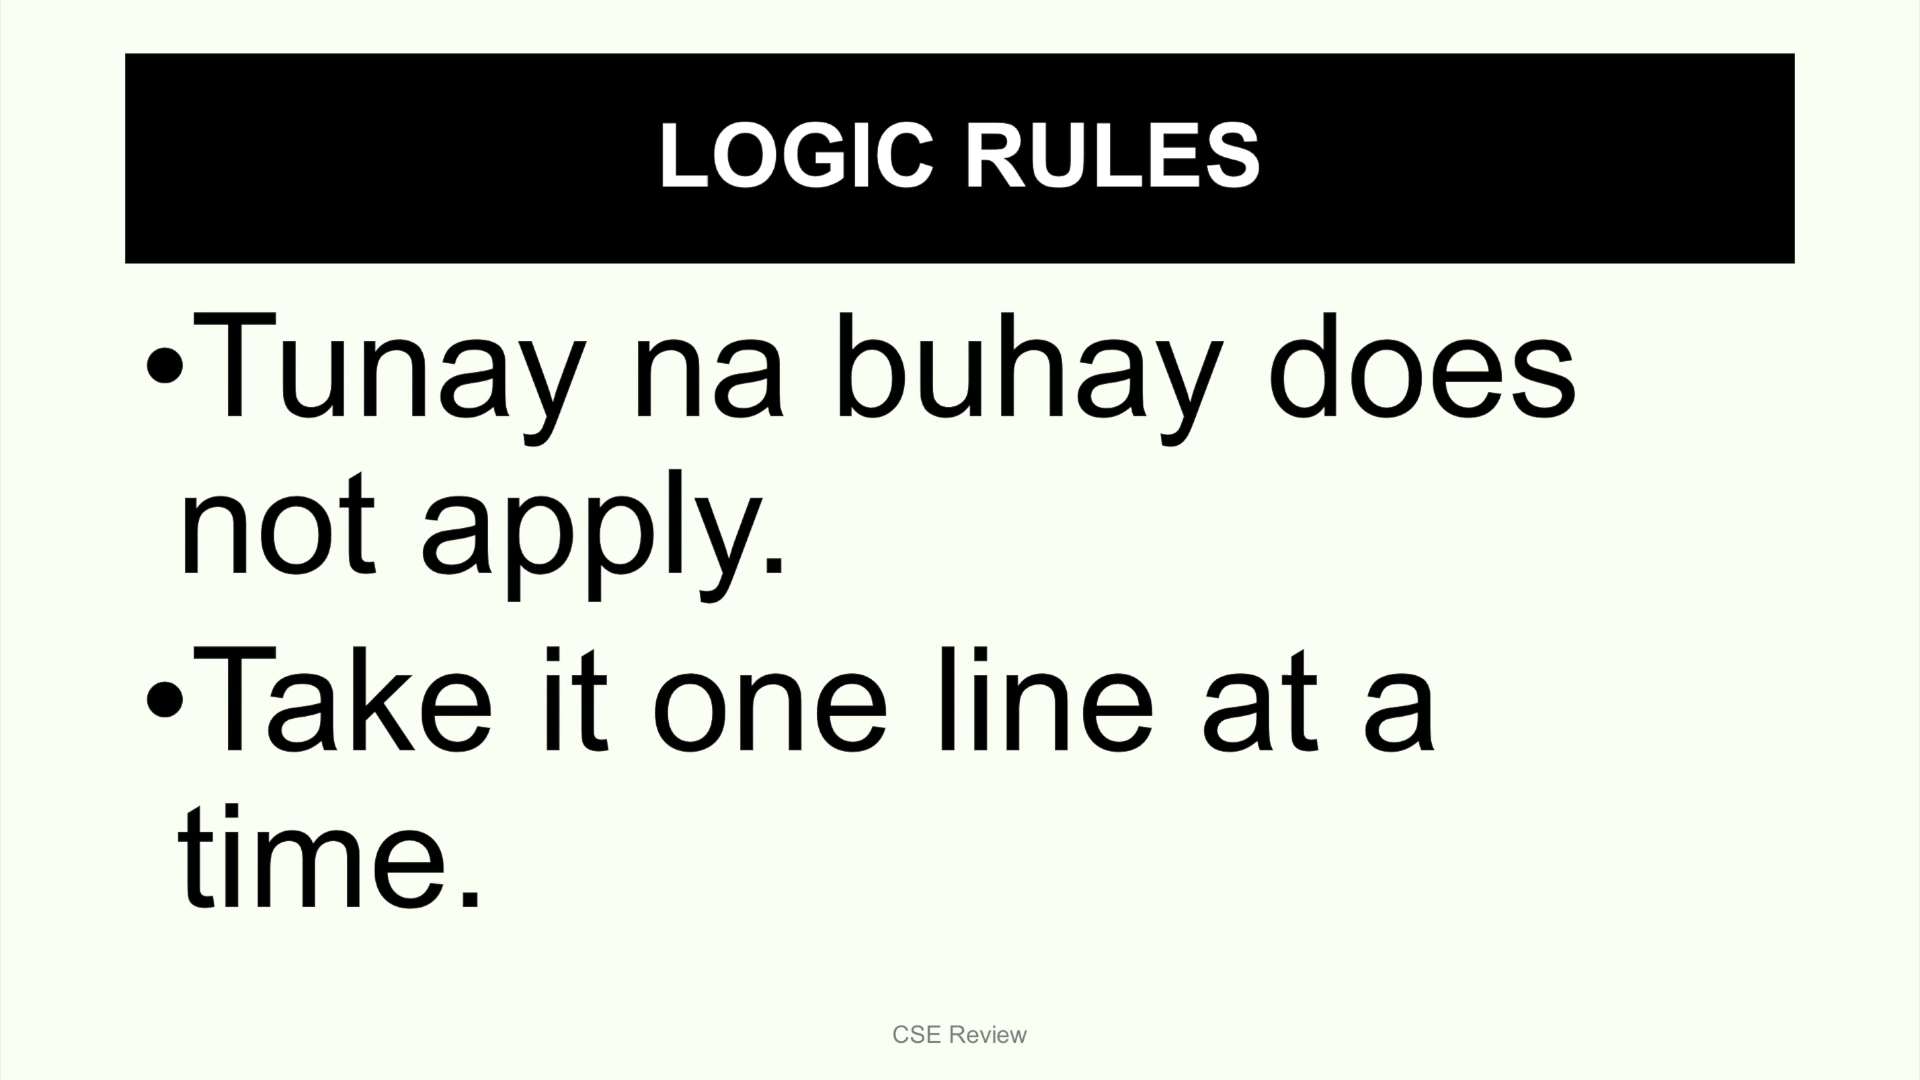 LOGIC RULES
•Tunay na buhay does
not apply.
•Take it one line at a
time.
CSE Review